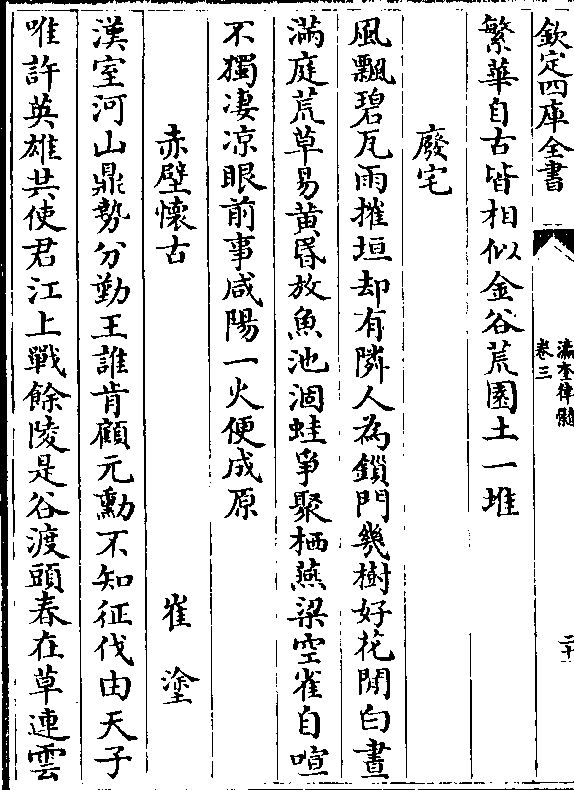 欽定四庫全書
瀛奎律髓
卷三
二十
繁華自古皆相似金谷荒園土一堆
廢宅
風飄碧瓦雨摧垣却有隣人為鎖門幾樹好花閒白晝
滿庭荒草易黄昏放魚池涸蛙爭聚栖燕梁空雀自喧
不獨凄凉眼前事咸陽一火便成原
赤壁懷古
崔塗
漢室河山鼎勢分勤王誰肯顧元勳不知征伐由天子
唯許英雄共使君江上戰餘陵是谷渡頭春在草連雲